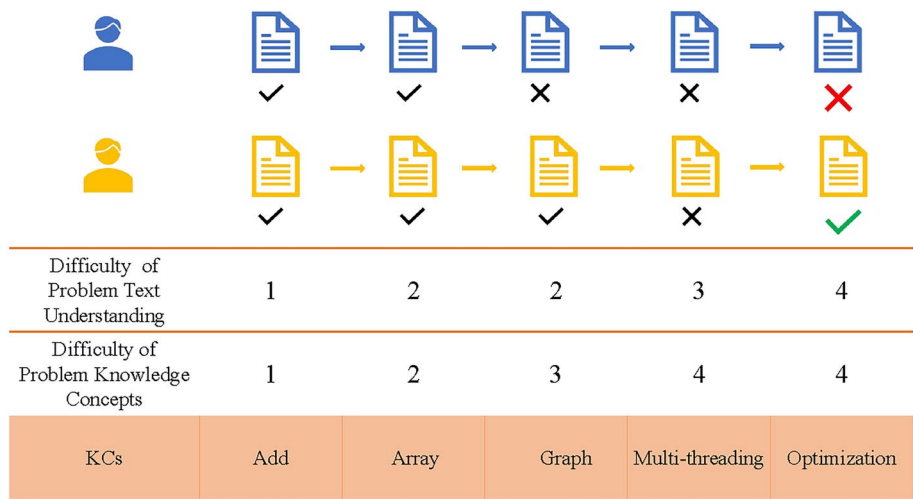 Difficulty of
Problem Text
Understanding
1 2 2 3 4
Difficulty of
Problem Knowledge
Concepts
1 2 3 4 4
KCs Add Array Graph Multi-threading Optimization